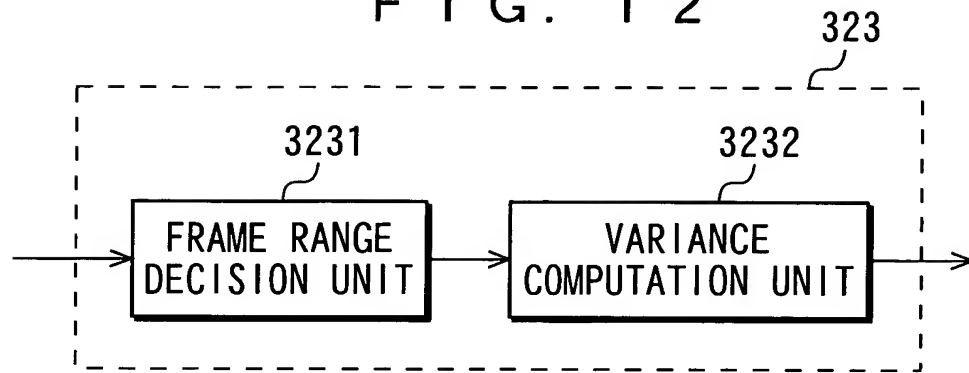 FIG. 12
323
3231
3232
FRAME RANGE
DECISION UNIT
VARIANCE
COMPUTATION UNIT